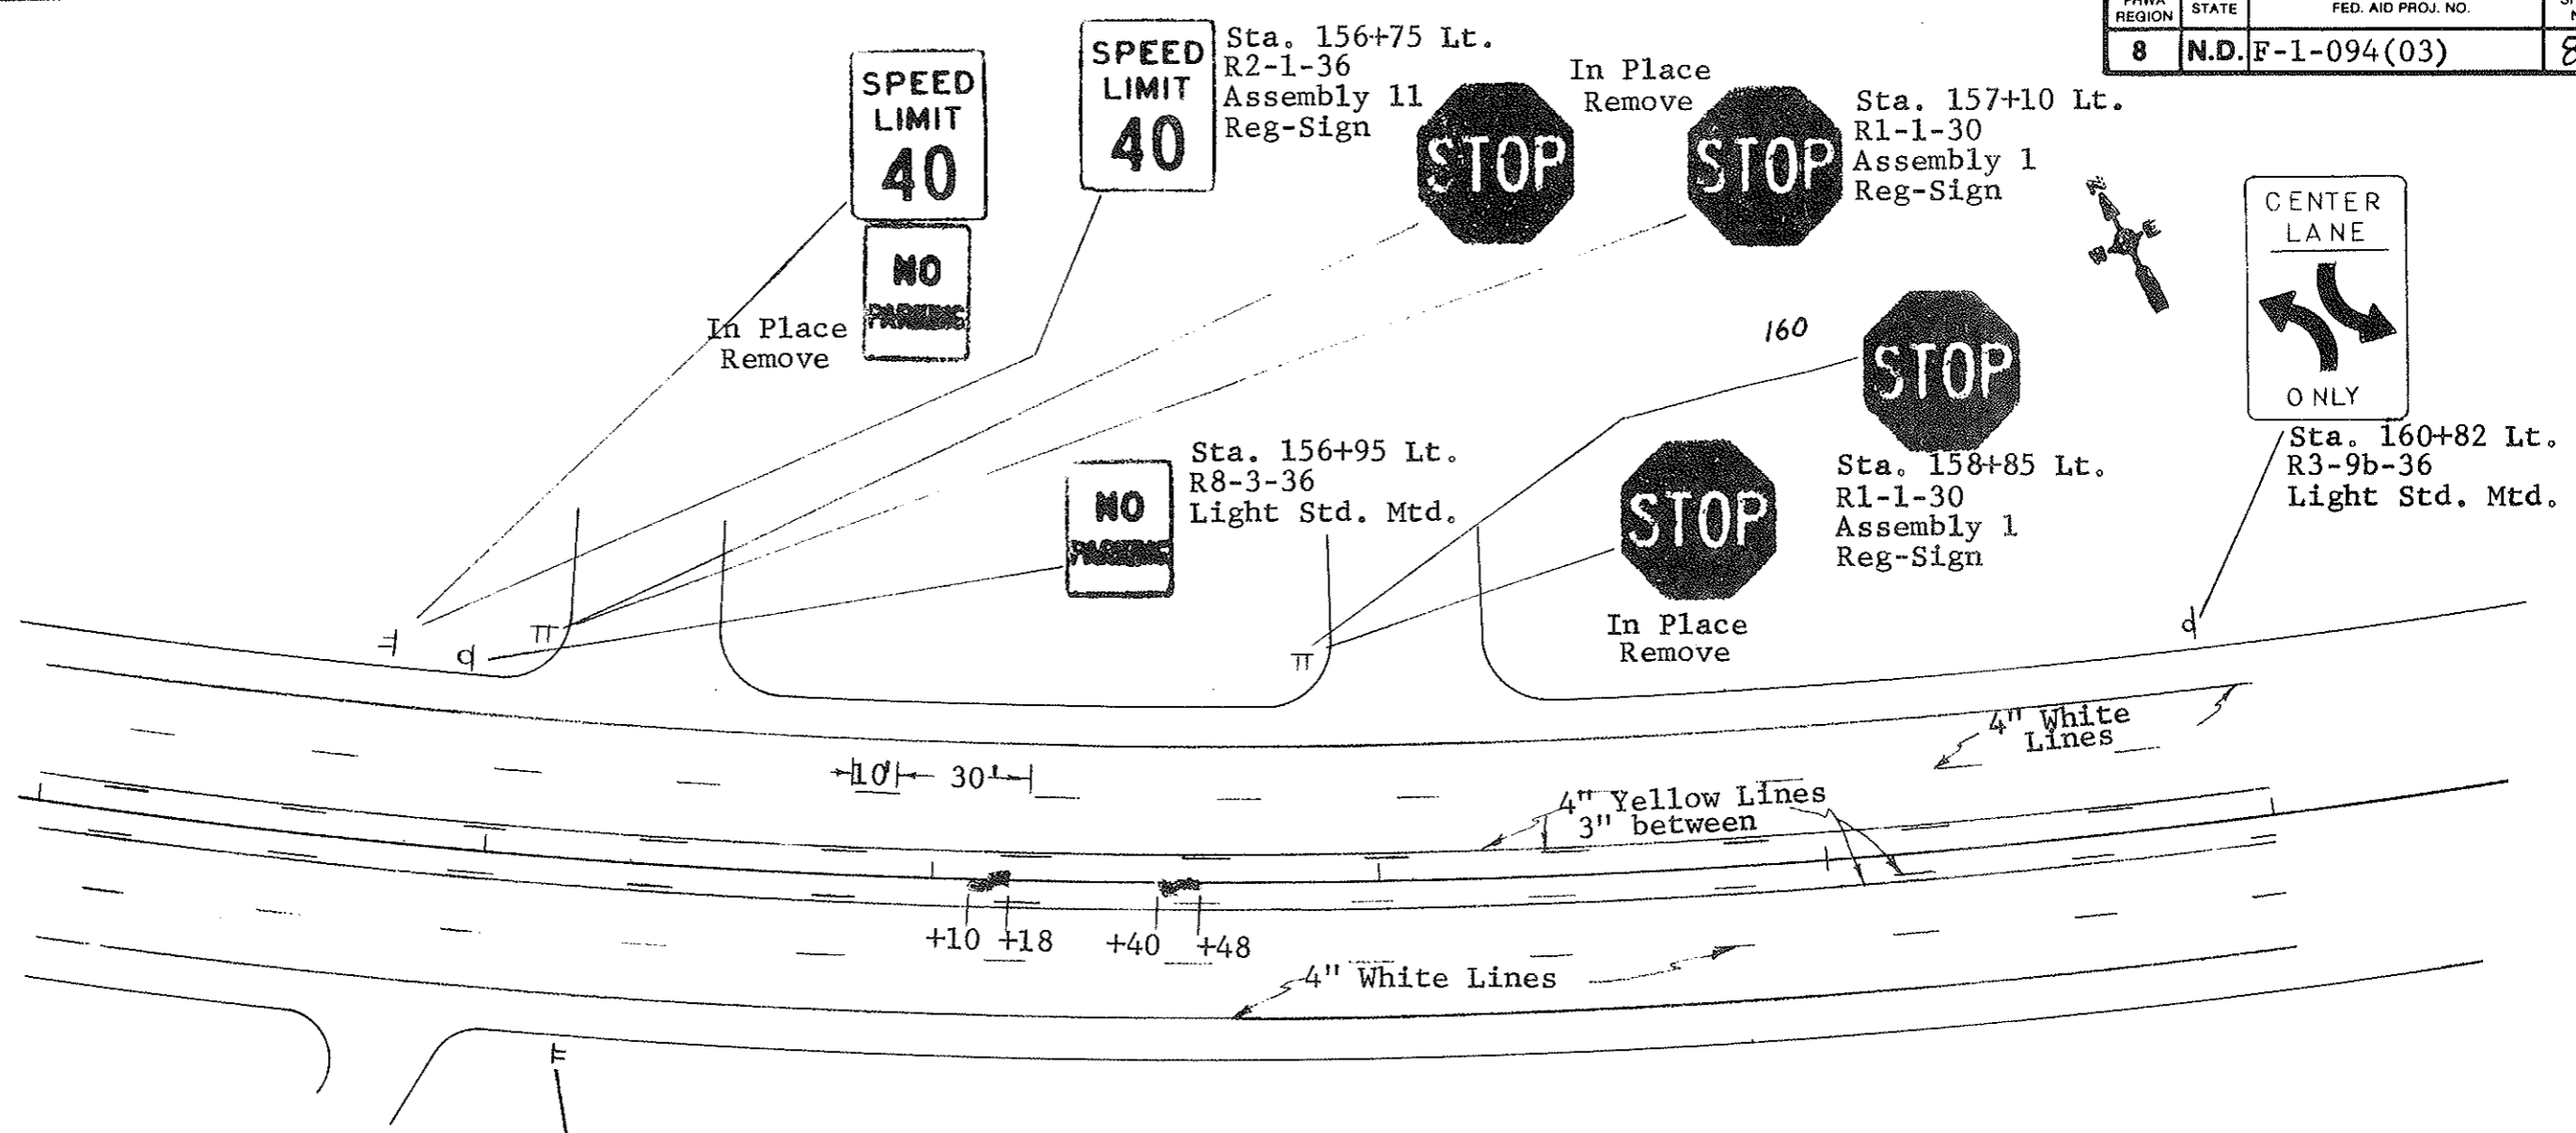 REGION STATE FED. AID PROJ. NO.
8 N.D. F-1-094(03) 8
SPEED
LIMIT
40
NO
PARKING
In Place
Remove
SPEED
LIMIT
40
Sta. 156+75 Lt.
R2-1-36
Assembly 11
Reg-Sign
STOP
In Place
Remove
STOP
Sta. 157+10 Lt.
R1-1-30
Assembly 1
Reg-Sign
N
E
CENTER
LANE
ONLY
Sta. 160+82 Lt.
R3-9b-36
Light Std. Mtd.
160
STOP
Sta. 158+85 Lt.
R1-1-30
Assembly 1
Reg-Sign
NO
PARKING
Sta. 156+95 Lt.
R8-3-36
Light Std. Mtd.
STOP
In Place
Remove
4" White
Lines
10' 30'
4" Yellow Lines
3" between
+10 +18 +40 +48
4" White Lines